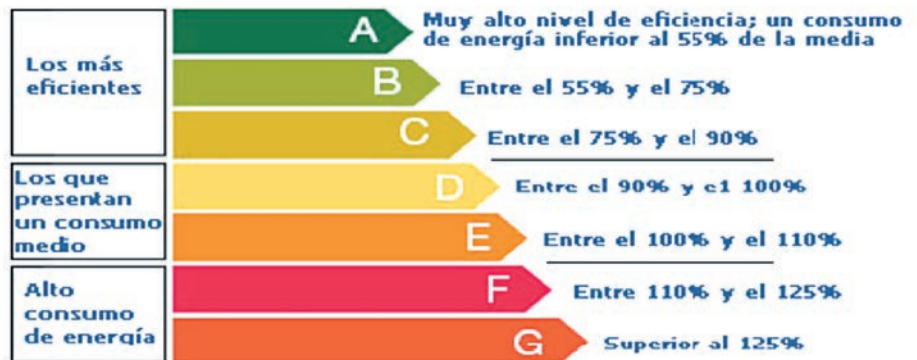 Los más
eficientes
A
Muy alto nivel de eficiencia; un consumo
de energía inferior al 55% de la media
B
Entre el 55% y el 75%
C
Entre el 75% y el 90%
Los que
presentan
un consumo
medio
D
Entre el 90% y e1 100%
E
Entre el 100% y el 110%
Alto
consumo
de energía
F
Entre 110% y el 125%
G
Superior al 125%